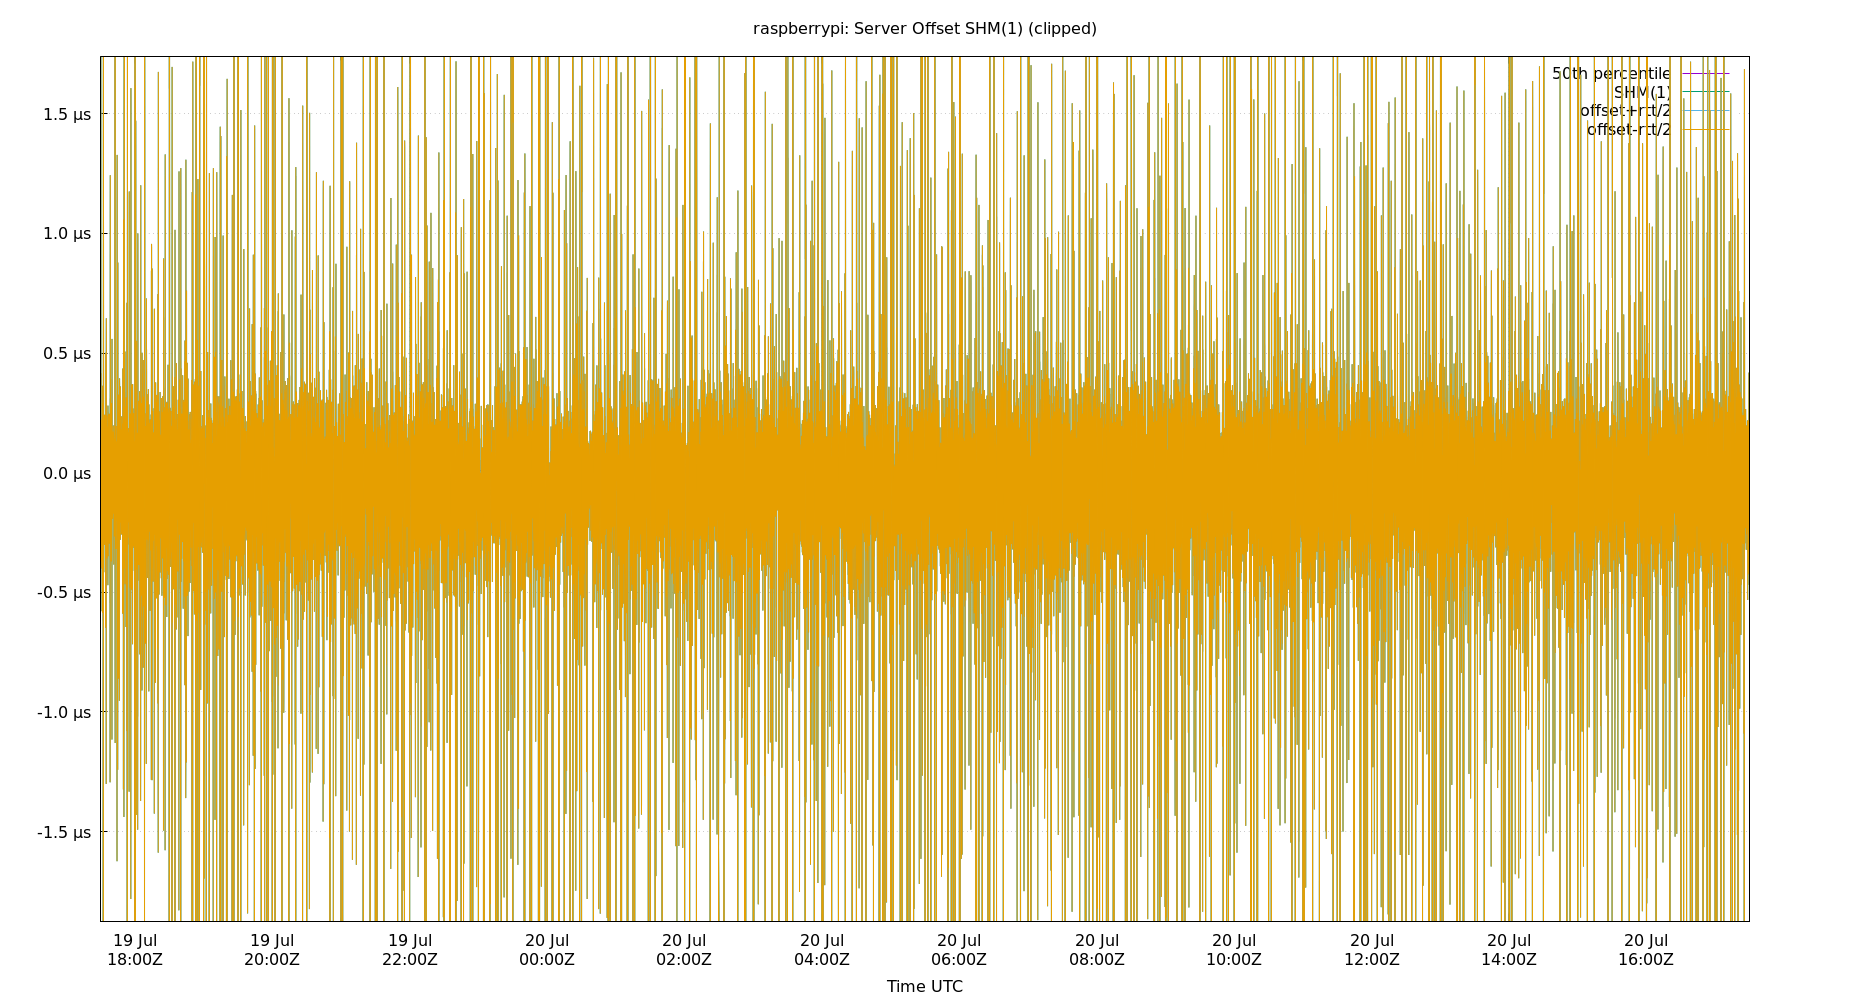 raspberrypi: Server Offset SHM(1) (clipped)
50th percentile
SHM(1)
offset+rtt/2
offset-rtt/2
1.5 µs
1.0 µs
0.5 µs
0.0 µs
-0.5 µs
-1.0 µs
-1.5 µs
19 Jul 19 Jul 19 Jul 20 Jul 20 Jul 20 Jul 20 Jul 20 Jul 20 Jul 20 Jul 20 Jul 20 Jul
18:00Z 20:00Z 22:00Z 00:00Z 02:00Z 04:00Z 06:00Z 08:00Z 10:00Z 12:00Z 14:00Z 16:00Z
Time UTC